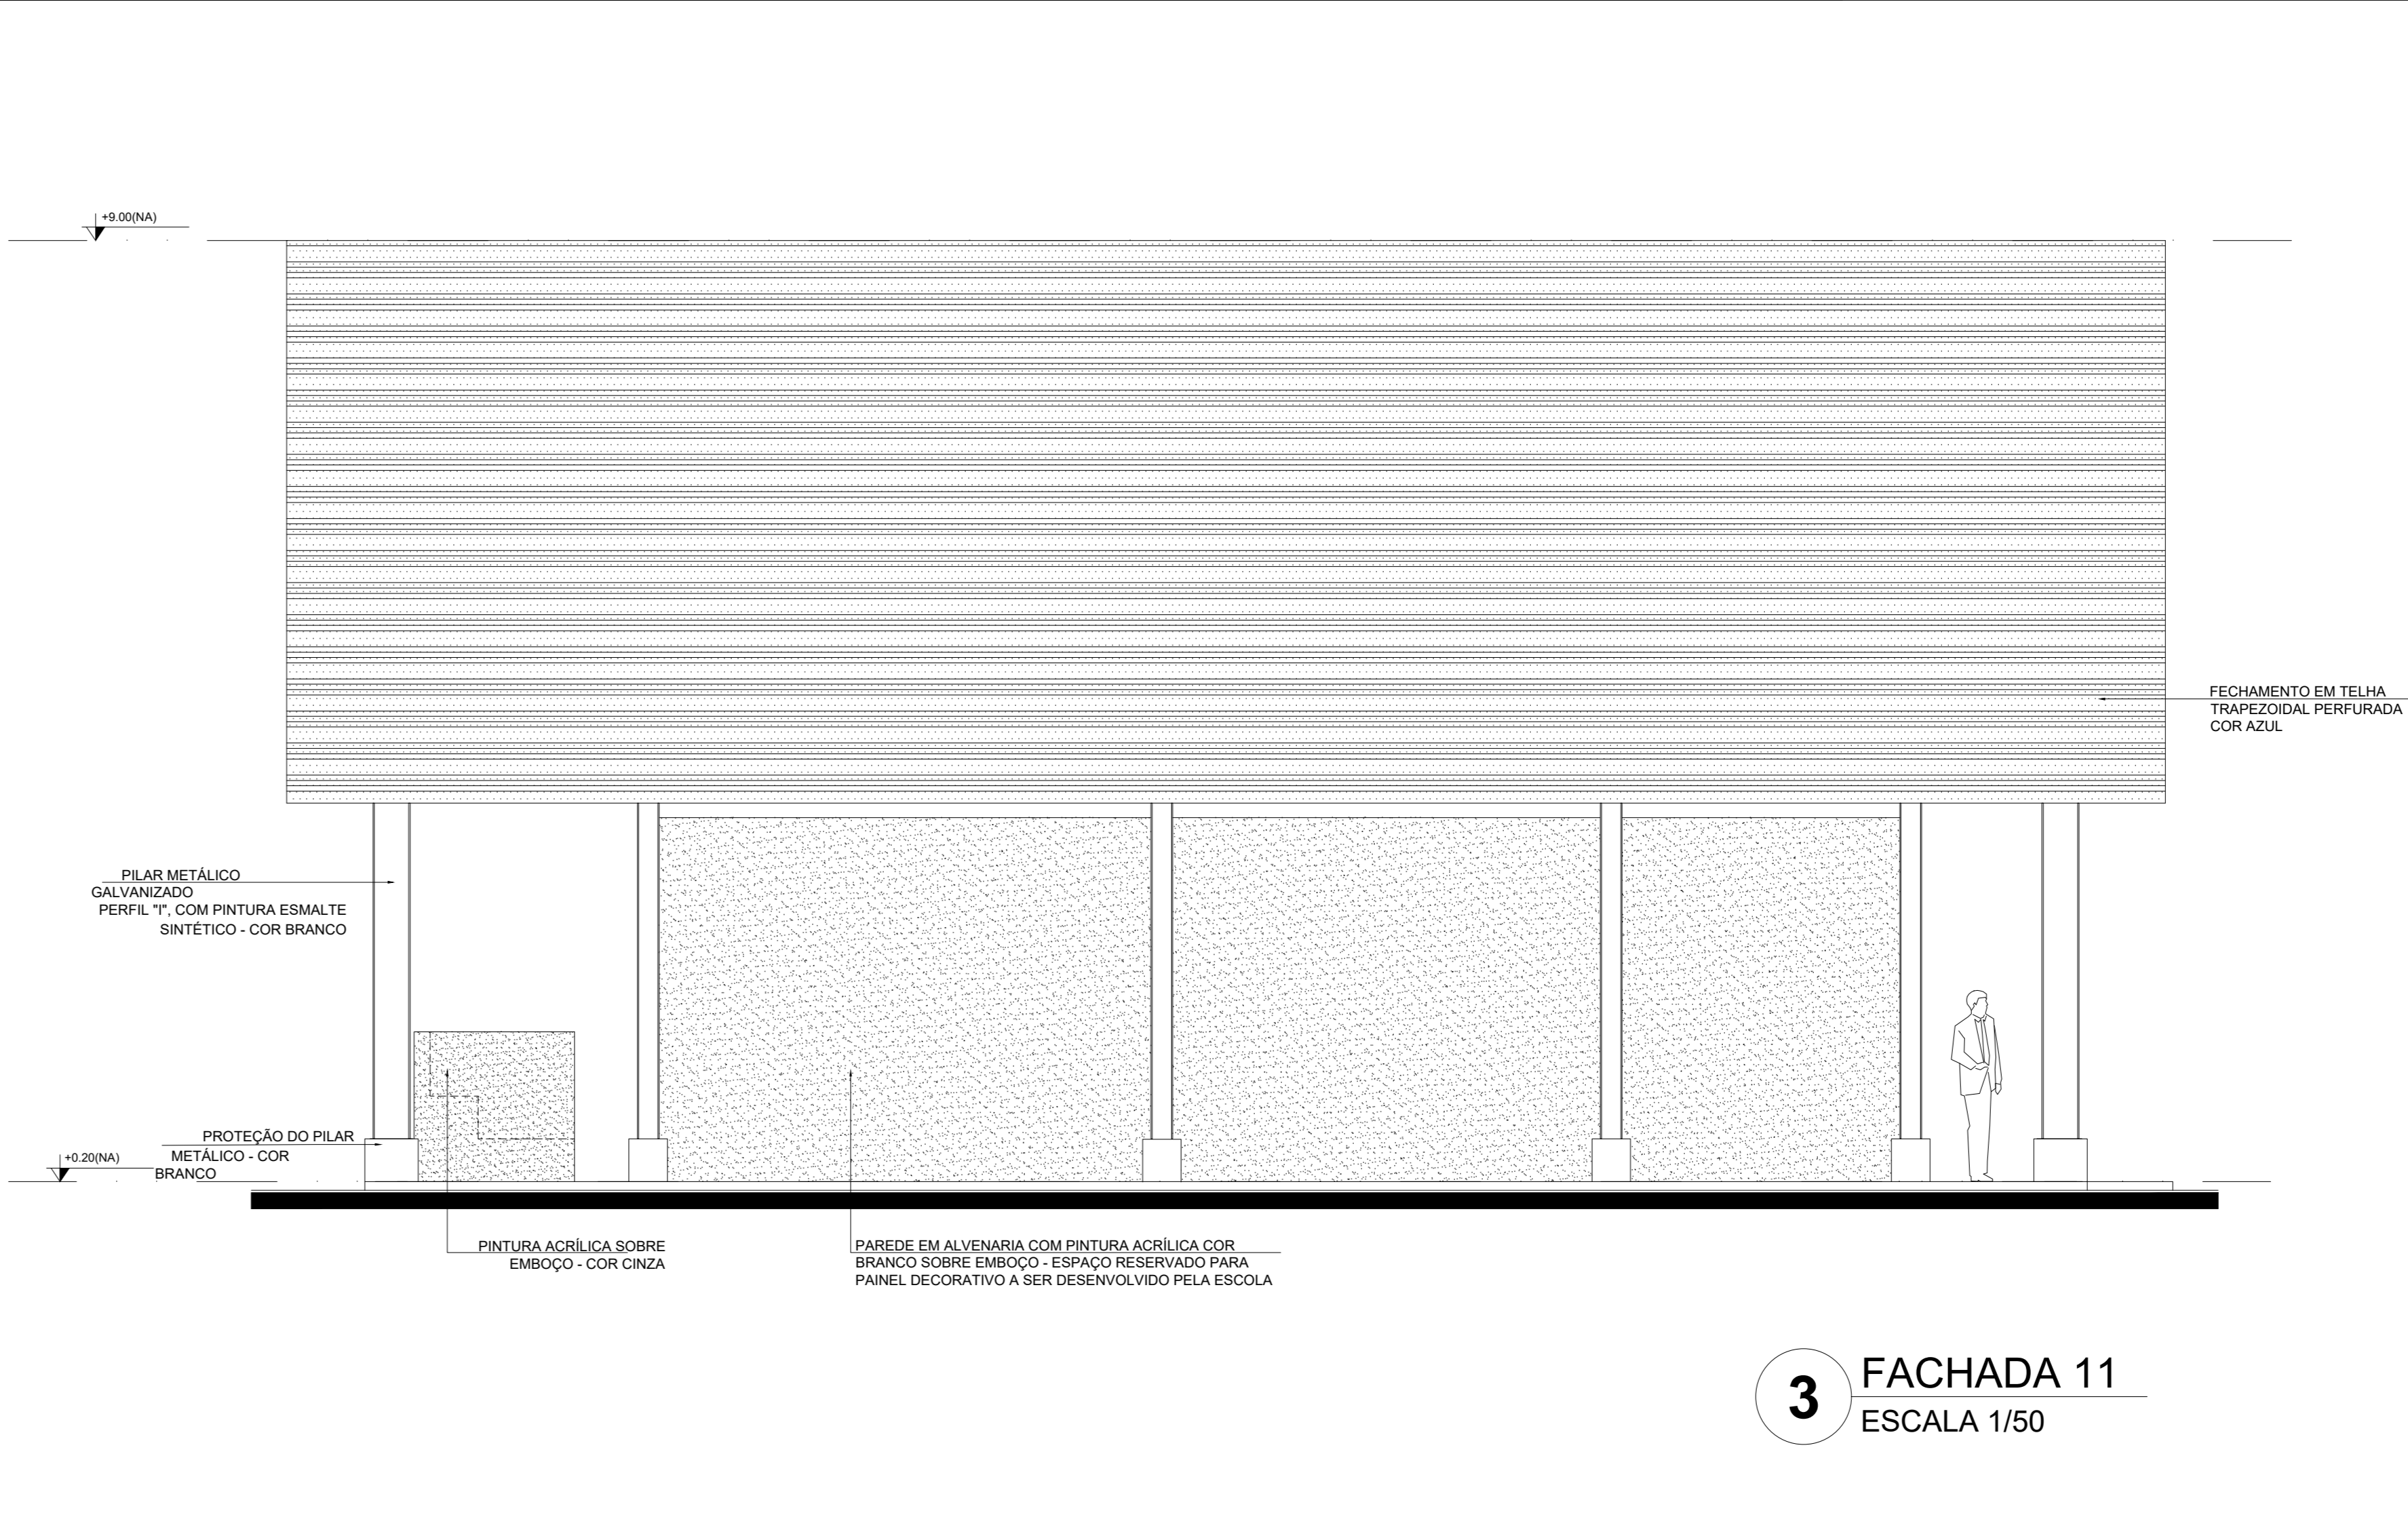 +9.00(NA)
FECHAMENTO EM TELHA
TRAPEZOIDAL PERFURADA
COR AZUL
PILAR METÁLICO
GALVANIZADO
PERFIL "I", COM PINTURA ESMALTE
SINTÉTICO - COR BRANCO
PROTEÇÃO DO PILAR
METÁLICO - COR
BRANCO
+0.20(NA)
PINTURA ACRÍLICA SOBRE
EMBOÇO - COR CINZA
PAREDE EM ALVENARIA COM PINTURA ACRÍLICA COR
BRANCO SOBRE EMBOÇO - ESPAÇO RESERVADO PARA
PAINEL DECORATIVO A SER DESENVOLVIDO PELA ESCOLA
3
FACHADA 11
ESCALA 1/50